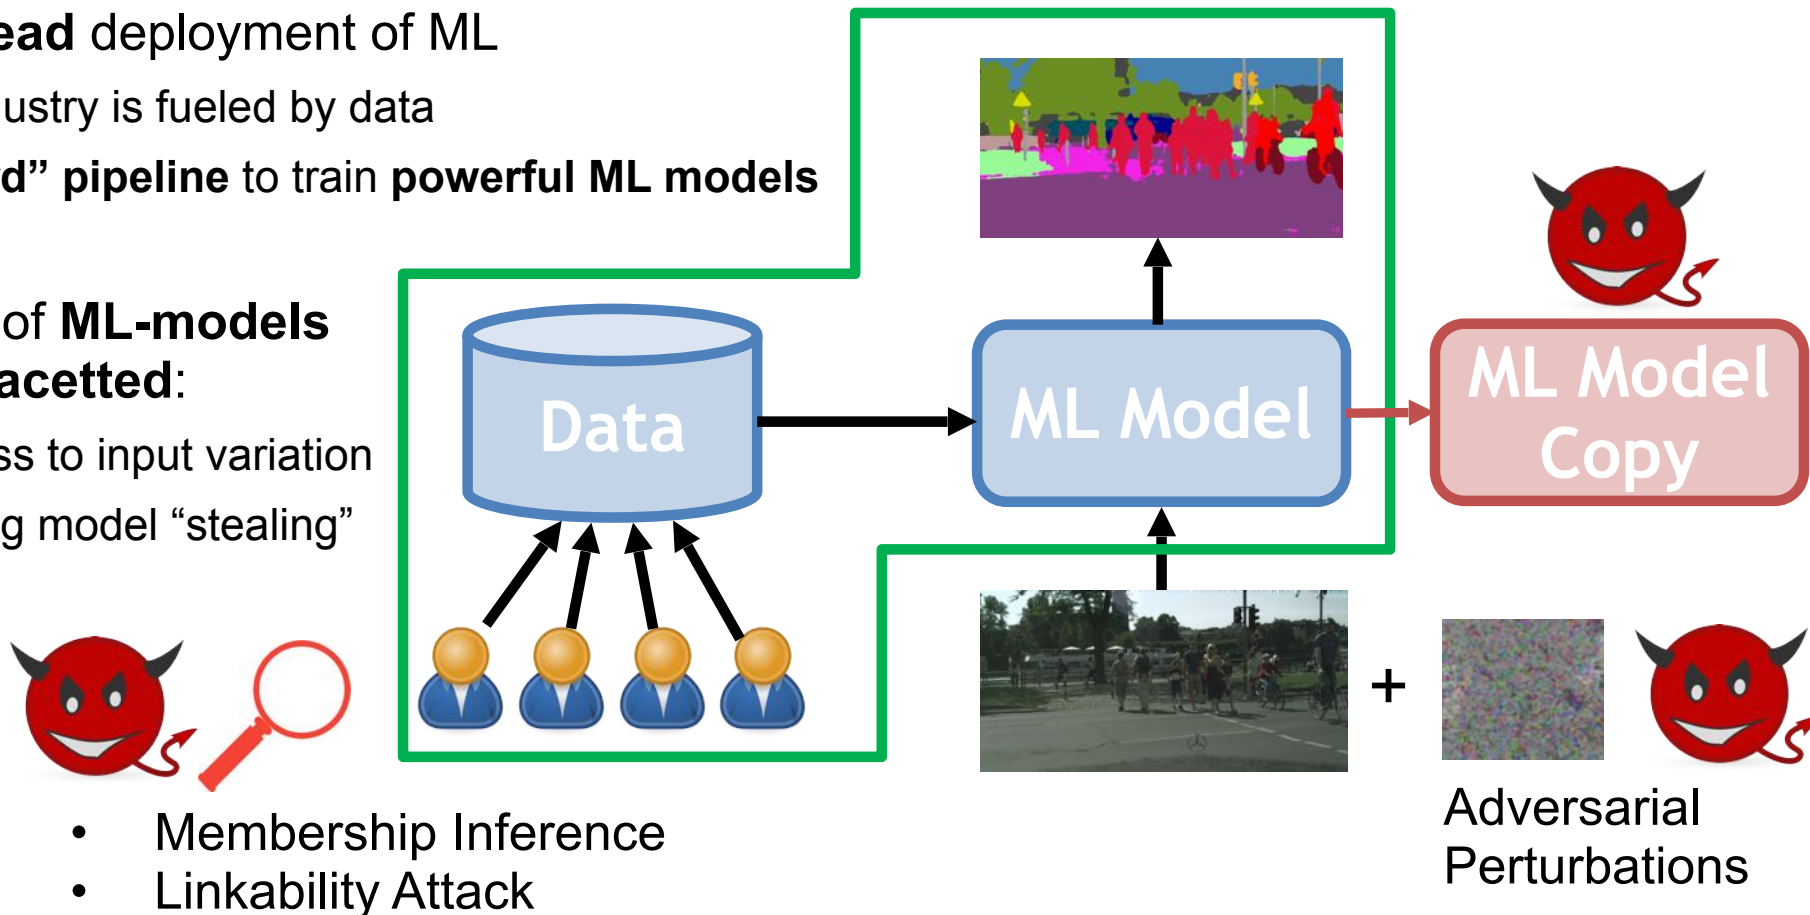 ead deployment of ML
ustry is fueled by data
d” pipeline to train powerful ML models
of ML-models
acetted:
ss to input variation
g model “stealing”
Data
ML Model
ML Model
Copy
+
• Membership Inference
• Linkability Attack
Adversarial
Perturbations